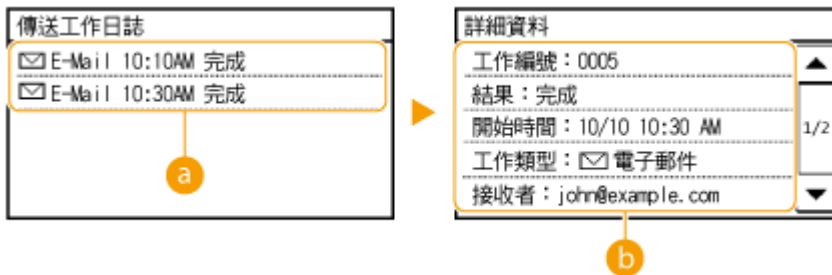 傳送工作日誌
E-Mail 10:10AM 完成
E-Mail 10:30AM 完成
a
詳細資料
工作編號：0005
結果：完成
開始時間：10/10 10:30 AM
工作類型：電子郵件
接收者：john@example.com
1/2
b